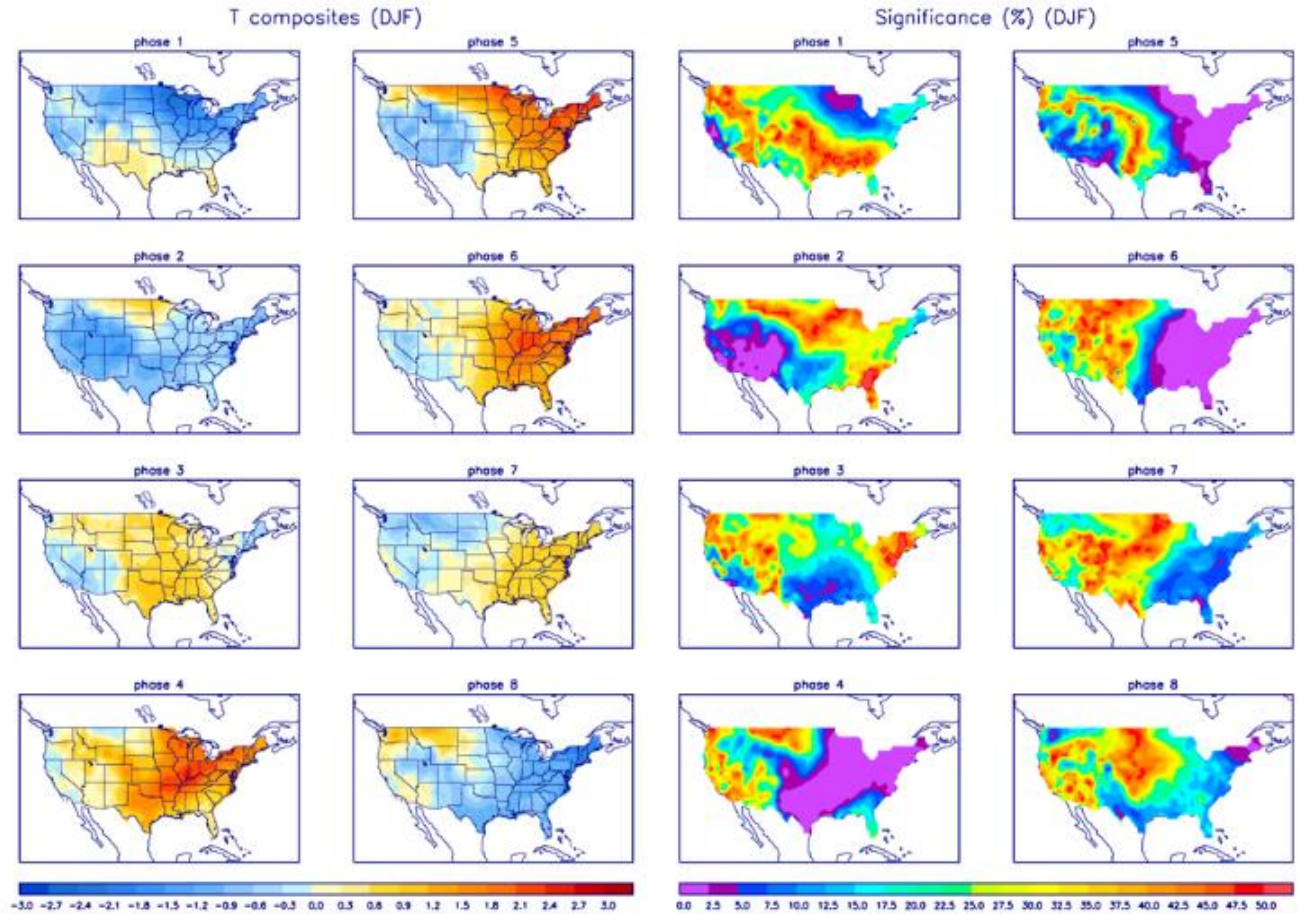 T composites (DJF)
Significance (%) (DJF)
phase 1
phase 5
phase 1
phase 5
phase 2
phase 6
phase 2
phase 6
phase 3
phase 7
phase 3
phase 7
phase 4
phase 8
phase 4
phase 8
-3.0 -2.7 -2.4 -2.1 -1.8 -1.5 -1.2 -0.9 -0.6 -0.3 0.0 0.3 0.6 0.9 1.2 1.5 1.8 2.1 2.4 2.7 3.0
0.0 2.5 5.0 7.5 10.0 12.5 15.0 17.5 20.0 22.5 25.0 27.5 30.0 32.5 35.0 37.5 40.0 42.5 45.0 47.5 50.0